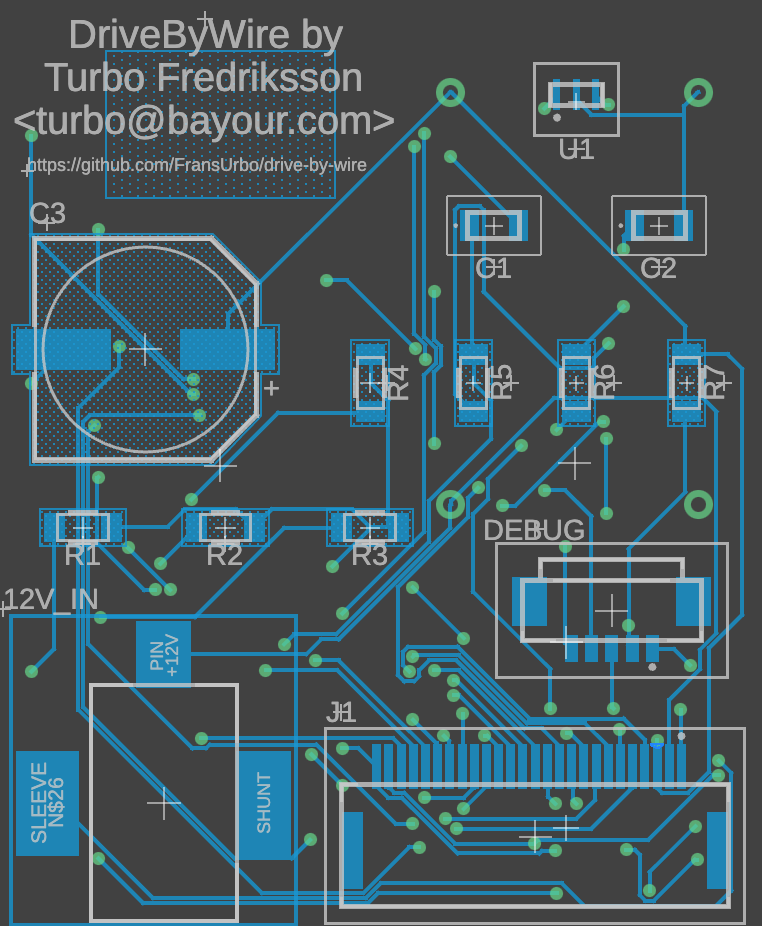 DriveByWire by
Turbo Fredriksson
<turbo@bayour.com>
https://github.com/FransUrbo/drive-by-wire
U1
C3
C1
C2
+
R4
R5
R6
R7
R1
R2
R3
DEBUG
12V_IN
PIN
+12V
J1
SLEEVE
N$26
SHUNT